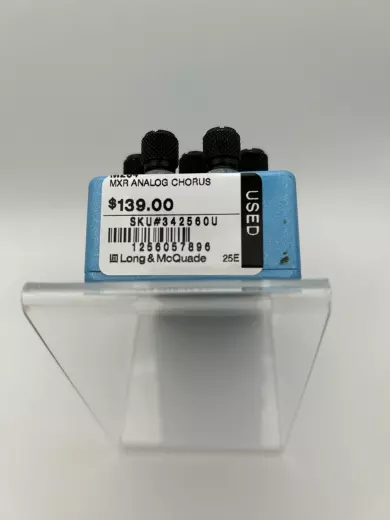 M234
MXR ANALOG CHORUS
$139.00
USED
SKU#342560U
1256057896
Long & McQuade 25E